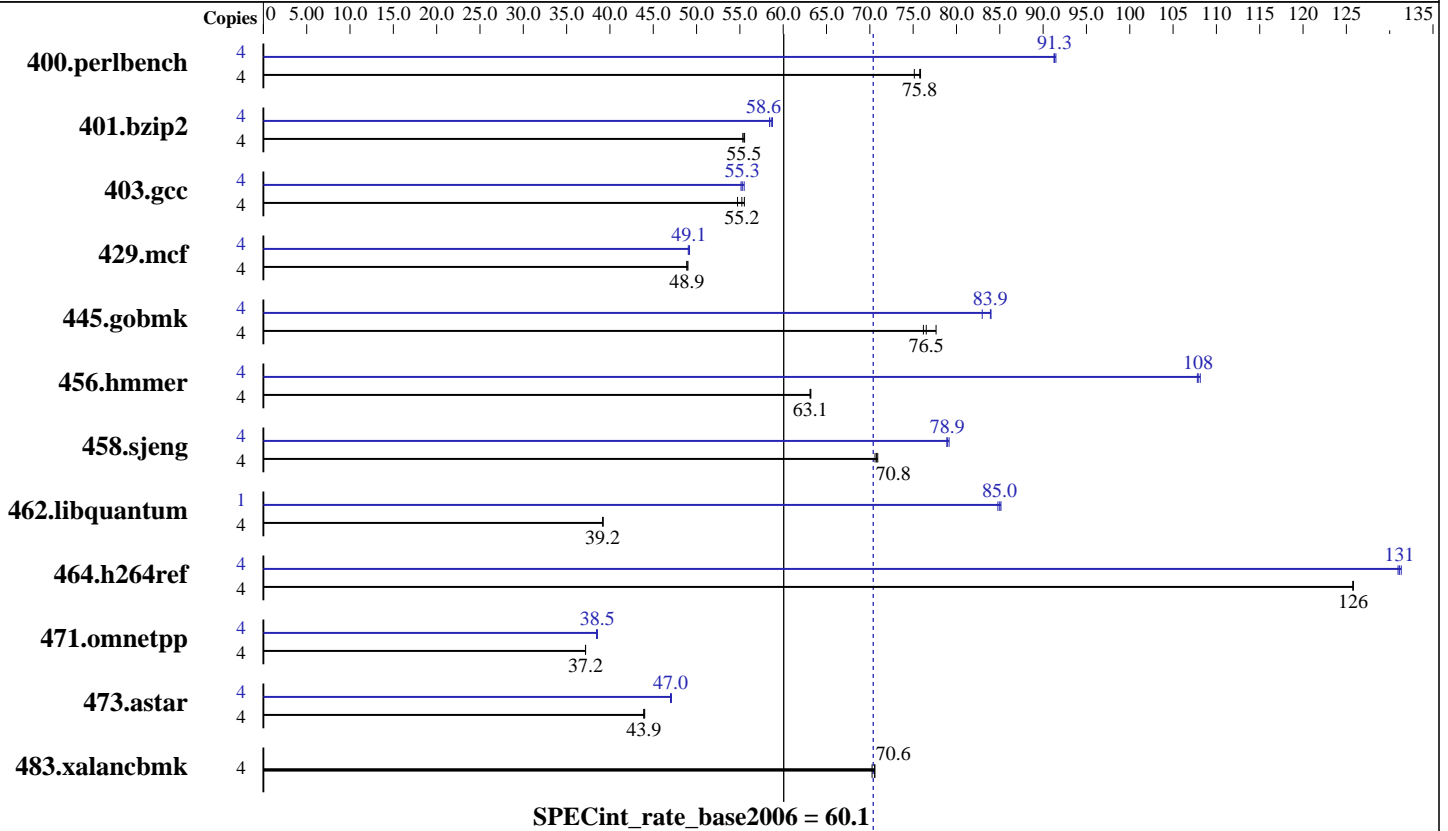 Copies 0 5.00 10.0 15.0 20.0 25.0 30.0 35.0 40.0 45.0 50.0 55.0 60.0 65.0 70.0 75.0 80.0 85.0 90.0 95.0 100 105 110 115 120 125 135
400.perlbench 4 91.3
4 75.8
401.bzip2 4 58.6
4 55.5
403.gcc 4 55.3
4 55.2
429.mcf 4 49.1
4 48.9
445.gobmk 4 83.9
4 76.5
456.hmmer 4 108
4 63.1
458.sjeng 4 78.9
4 70.8
462.libquantum 1 85.0
4 39.2
464.h264ref 4 131
4 126
471.omnetpp 4 38.5
4 37.2
473.astar 4 47.0
4 43.9
483.xalancbmk 4 70.6
SPECint_rate_base2006 = 60.1